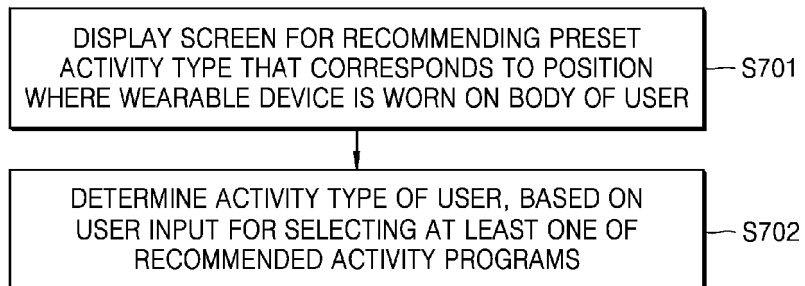 DISPLAY SCREEN FOR RECOMMENDING PRESET
ACTIVITY TYPE THAT CORRESPONDS TO POSITION
WHERE WEARABLE DEVICE IS WORN ON BODY OF USER
S701
DETERMINE ACTIVITY TYPE OF USER, BASED ON
USER INPUT FOR SELECTING AT LEAST ONE OF
RECOMMENDED ACTIVITY PROGRAMS
S702